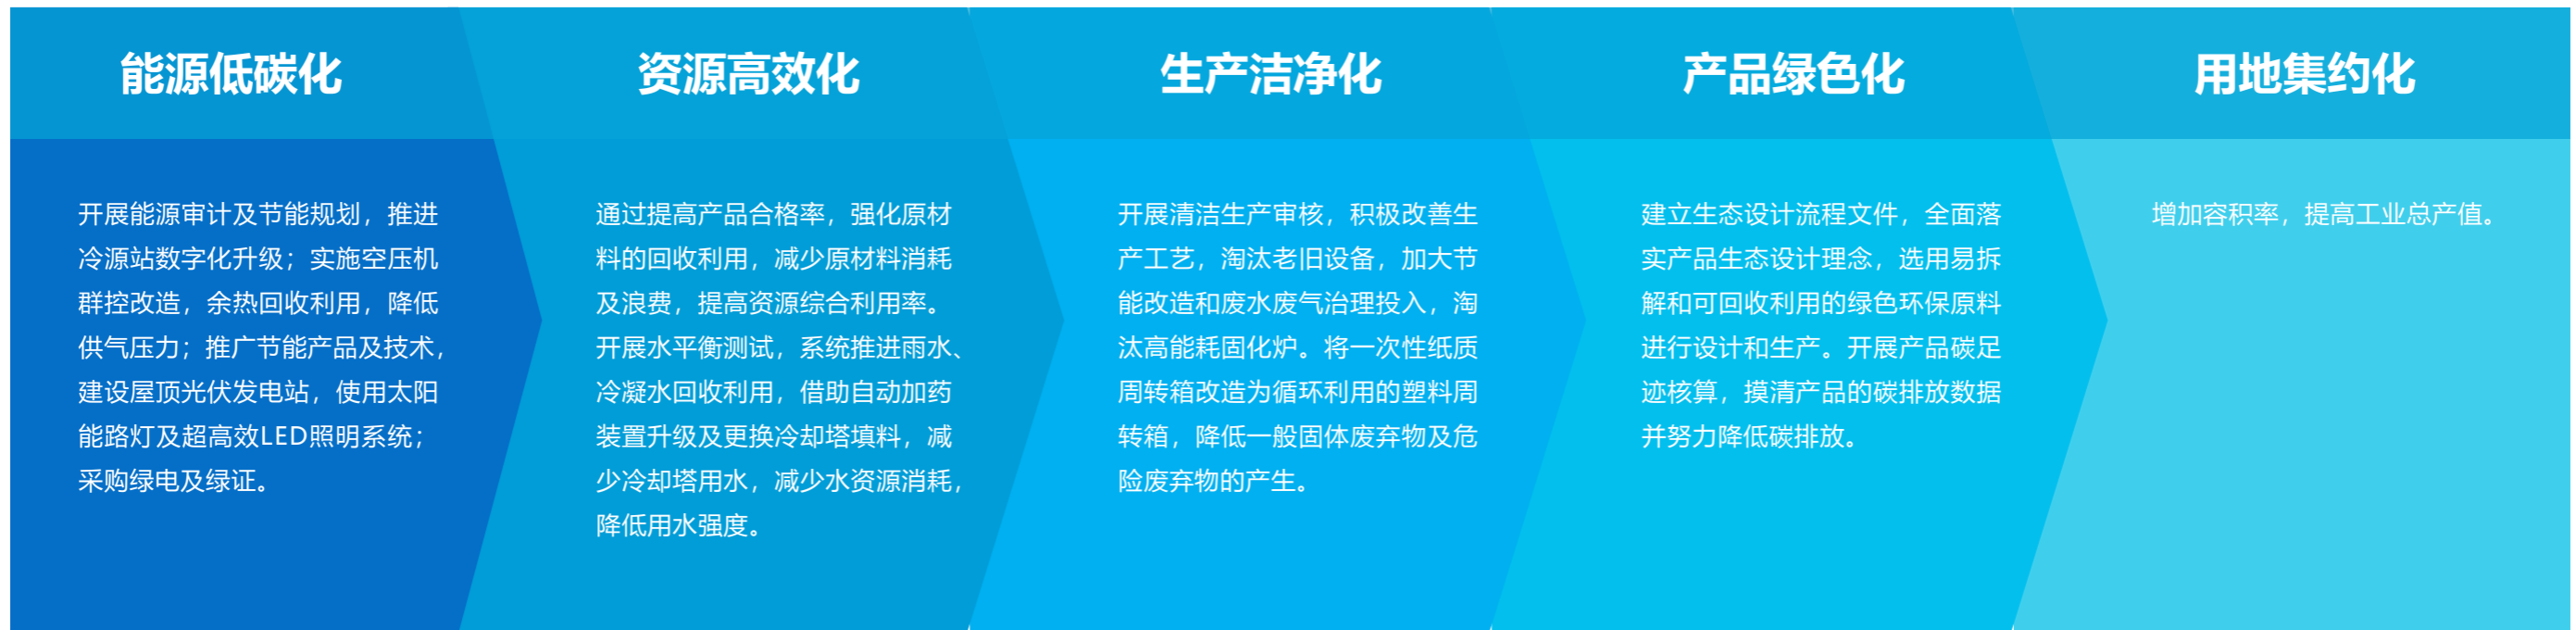 能源低碳化
开展能源审计及节能规划，推进
冷源站数字化升级；实施空压机
群控改造，余热回收利用，降低
供气压力；推广节能产品及技术，
建设屋顶光伏发电站，使用太阳
能路灯及超高效LED照明系统；
采购绿电及绿证。
资源高效化
通过提高产品合格率，强化原材
料的回收利用，减少原材料消耗
及浪费，提高资源综合利用率。
开展水平衡测试，系统推进雨水、
冷凝水回收利用，借助自动加药
装置升级及更换冷却塔填料，减
少冷却塔用水，减少水资源消耗，
降低用水强度。
生产洁净化
开展清洁生产审核，积极改善生
产工艺，淘汰老旧设备，加大节
能改造和废水废气治理投入，淘
汰高能耗固化炉。将一次性纸质
周转箱改造为循环利用的塑料周
转箱，降低一般固体废弃物及危
险废弃物的产生。
产品绿色化
建立生态设计流程文件，全面落
实产品生态设计理念，选用易拆
解和可回收利用的绿色环保原料
进行设计和生产。开展产品碳足
迹核算，摸清产品的碳排放数据
并努力降低碳排放。
用地集约化
增加容积率，提高工业总产值。